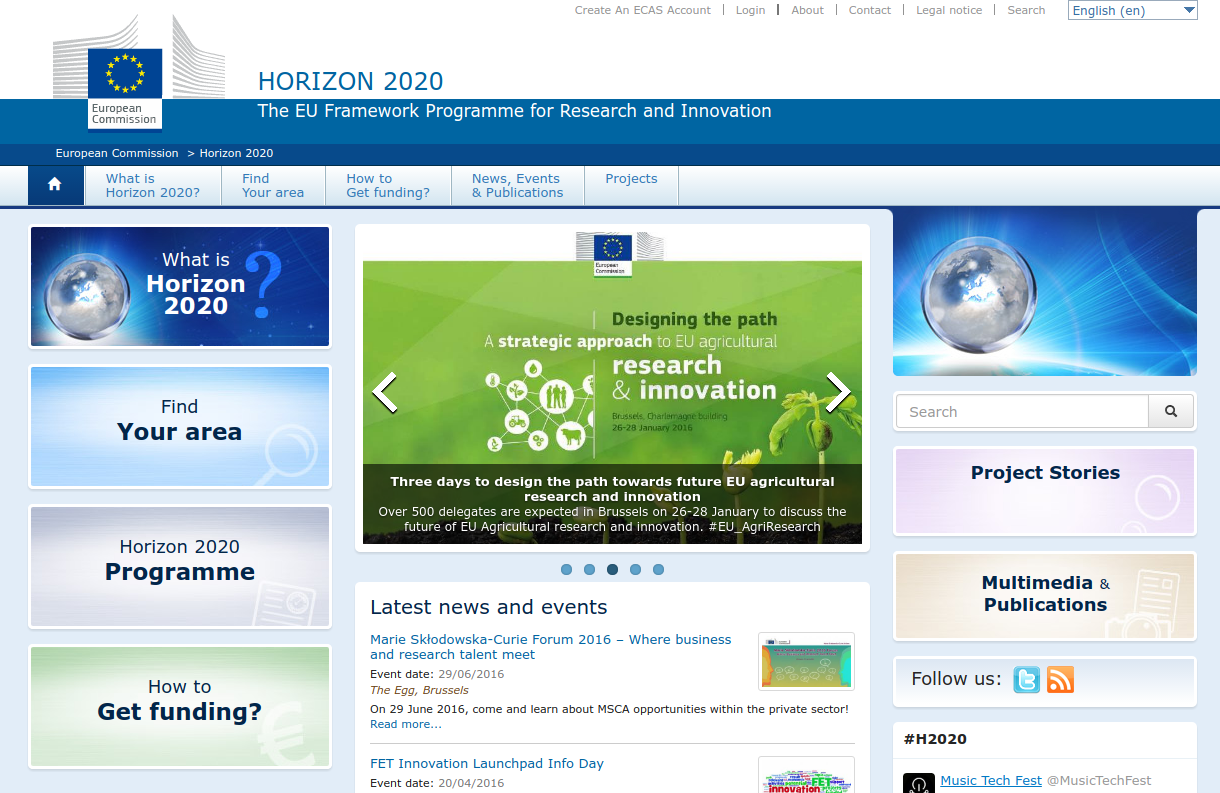 Create An ECAS Account | Login | About | Contact | Legal notice | Search
English (en)
European
Commission
HORIZON 2020
The EU Framework Programme for Research and Innovation
European Commission > Horizon 2020
What is
Horizon 2020?
Find
Your area
How to
Get funding?
News, Events
& Publications
Projects
What is
Horizon
2020
?
Find
Your area
Horizon 2020
Programme
How to
Get funding?
€
European
Commission
Designing the path
A strategic approach to EU agricultural
research
& innovation
Brussels, Charlemagne building
26-28 January 2016
Three days to design the path towards future EU agricultural
research and innovation
Over 500 delegates are expected in Brussels on 26-28 January to discuss the
future of EU Agricultural research and innovation. #EU_AgriResearch
Latest news and events
Marie Skłodowska-Curie Forum 2016 – Where business
and research talent meet
Event date: 29/06/2016
The Egg, Brussels
On 29 June 2016, come and learn about MSCA opportunities within the private sector!
Read more...
FET Innovation Launchpad Info Day
Event date: 20/04/2016
FET
innovation
Search
Project Stories
Multimedia &
Publications
Follow us:
#H2020
Music Tech Fest @MusicTechFest